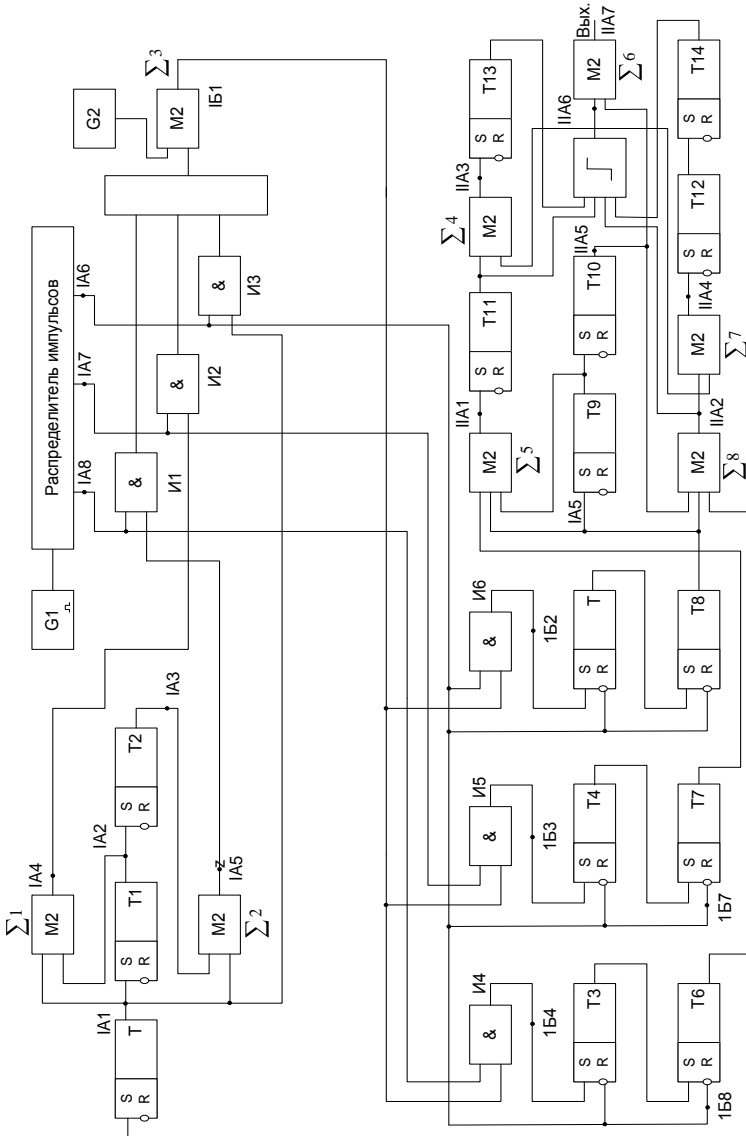 G1
Распределитель импульсов
IA8
IA7
IA6
G2
∑1
M2
IA4
∑3
M2
IБ1
IA1
T
S
R
T1
S
R
IA2
T2
S
R
IA3
∑2
M2
IA5
&
И1
&
И2
&
И3
&
И4
1Б4
T3
S
R
T6
S
R
1Б8
&
И5
1Б3
T4
S
R
T7
S
R
1Б7
&
И6
1Б2
T
S
R
T8
S
R
∑5
M2
IIA1
T11
S
R
∑4
M2
IIA3
T13
S
R
IA5
T9
S
R
T10
S
R
IIA5
IIA6
M2
∑6
Вых.
IIA7
∑8
M2
IIA2
∑7
M2
IIA4
T12
S
R
T14
S
R